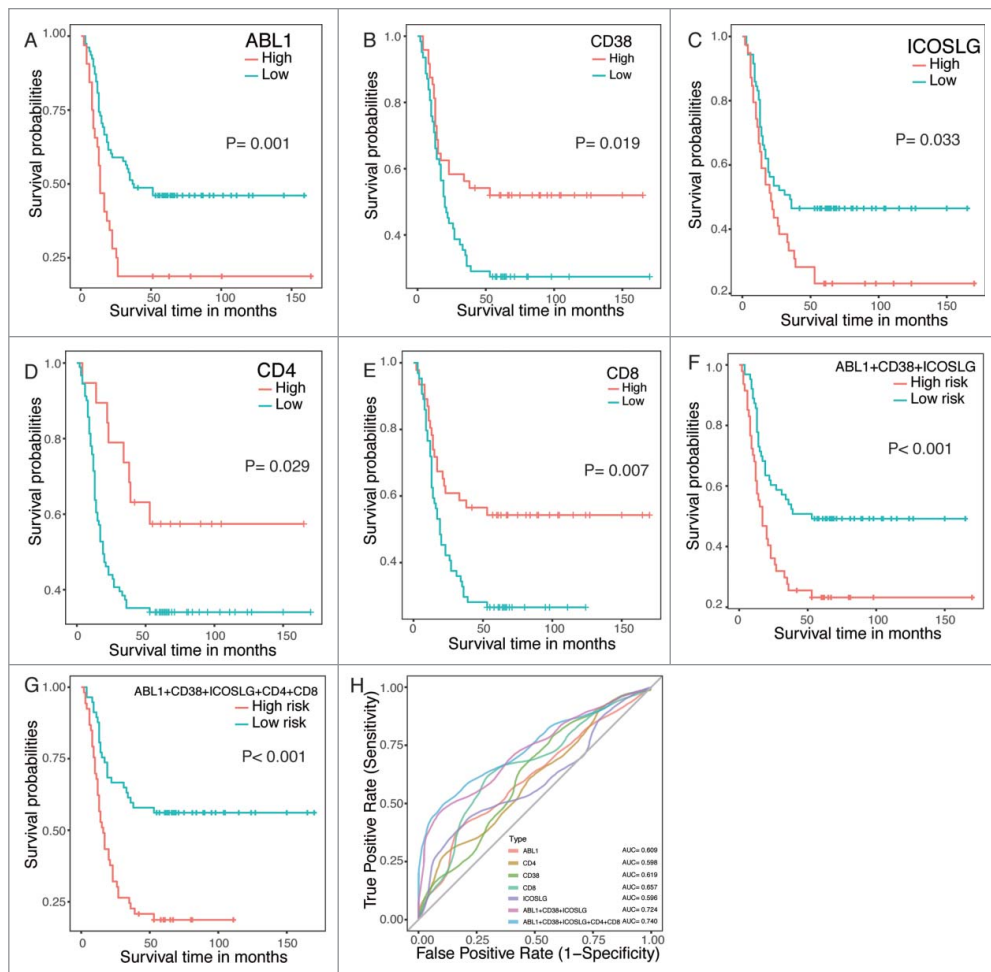 A
ABL1
High
Low
P= 0.001
1.00
0.75
0.50
0.25
Survival probabilities
0 50 100 150
Survival time in months
B
CD38
High
Low
P= 0.019
1.0
0.8
0.6
0.4
Survival probabilities
0 50 100 150
Survival time in months
C
ICOSLG
High
Low
P= 0.033
1.0
0.8
0.6
0.4
0.2
Survival probabilities
0 50 100 150
Survival time in months
D
CD4
High
Low
P= 0.029
1.0
0.8
0.6
0.4
Survival probabilities
0 50 100 150
Survival time in months
E
CD8
High
Low
P= 0.007
1.0
0.8
0.6
0.4
Survival probabilities
0 50 100 150
Survival time in months
F
ABL1+CD38+ICOSLG
High risk
Low risk
P< 0.001
1.0
0.8
0.6
0.4
0.2
Survival probabilities
0 50 100 150
Survival time in months
G
ABL1+CD38+ICOSLG+CD4+CD8
High risk
Low risk
P< 0.001
1.00
0.75
0.50
0.25
Survival probabilities
0 50 100 150
Survival time in months
H
1.00
0.75
0.50
0.25
0.00
True Positive Rate (Sensitivity)
Type
ABL1 AUC= 0.609
CD4 AUC= 0.598
CD38 AUC= 0.619
CD8 AUC= 0.657
ICOSLG AUC= 0.596
ABL1+CD38+ICOSLG AUC= 0.724
ABL1+CD38+ICOSLG+CD4+CD8 AUC= 0.740
0.00 0.25 0.50 0.75 1.00
False Positive Rate (1−Specificity)